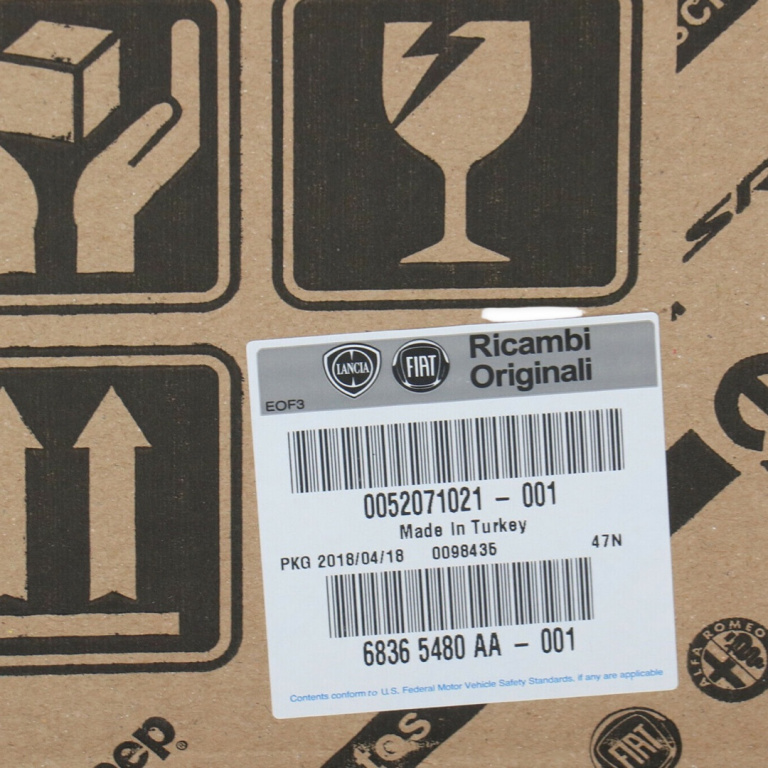 LANCIA FIAT Ricambi
Originali
EOF3
0052071021 - 001
Made In Turkey
PKG 2018/04/18 0098435 47N
6836 5480 AA - 001
Contents conform to U.S. Federal Motor Vehicle Safety Standards, if any are applicable
ALFA ROMEO
FIAT